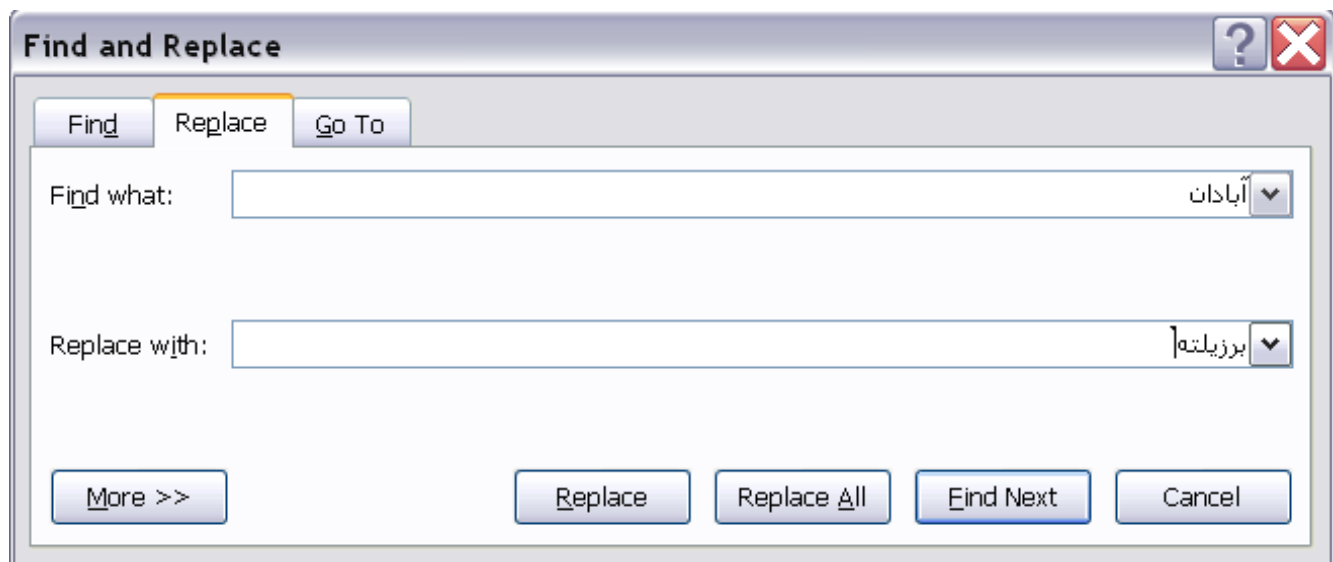 Find and Replace
Find Replace Go To
Find what: آبادان
Replace with: برزیلته
More >> Replace Replace All Find Next Cancel